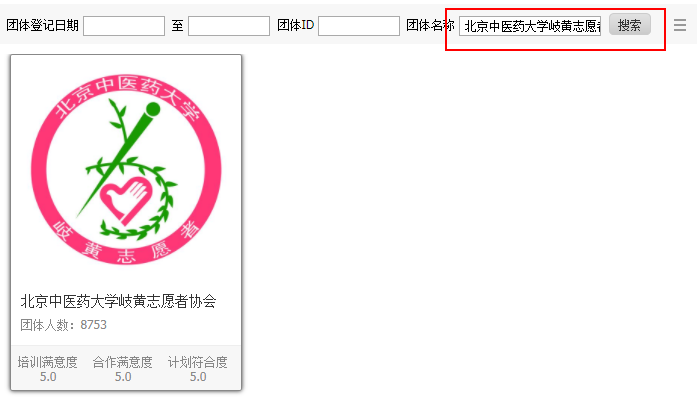 团体登记日期 至 团体ID 团体名称 北京中医药大学岐黄志愿者 搜索
北京中医药大学
岐黄志愿者
北京中医药大学岐黄志愿者协会
团体人数：8753
培训满意度 合作满意度 计划符合度
5.0 5.0 5.0